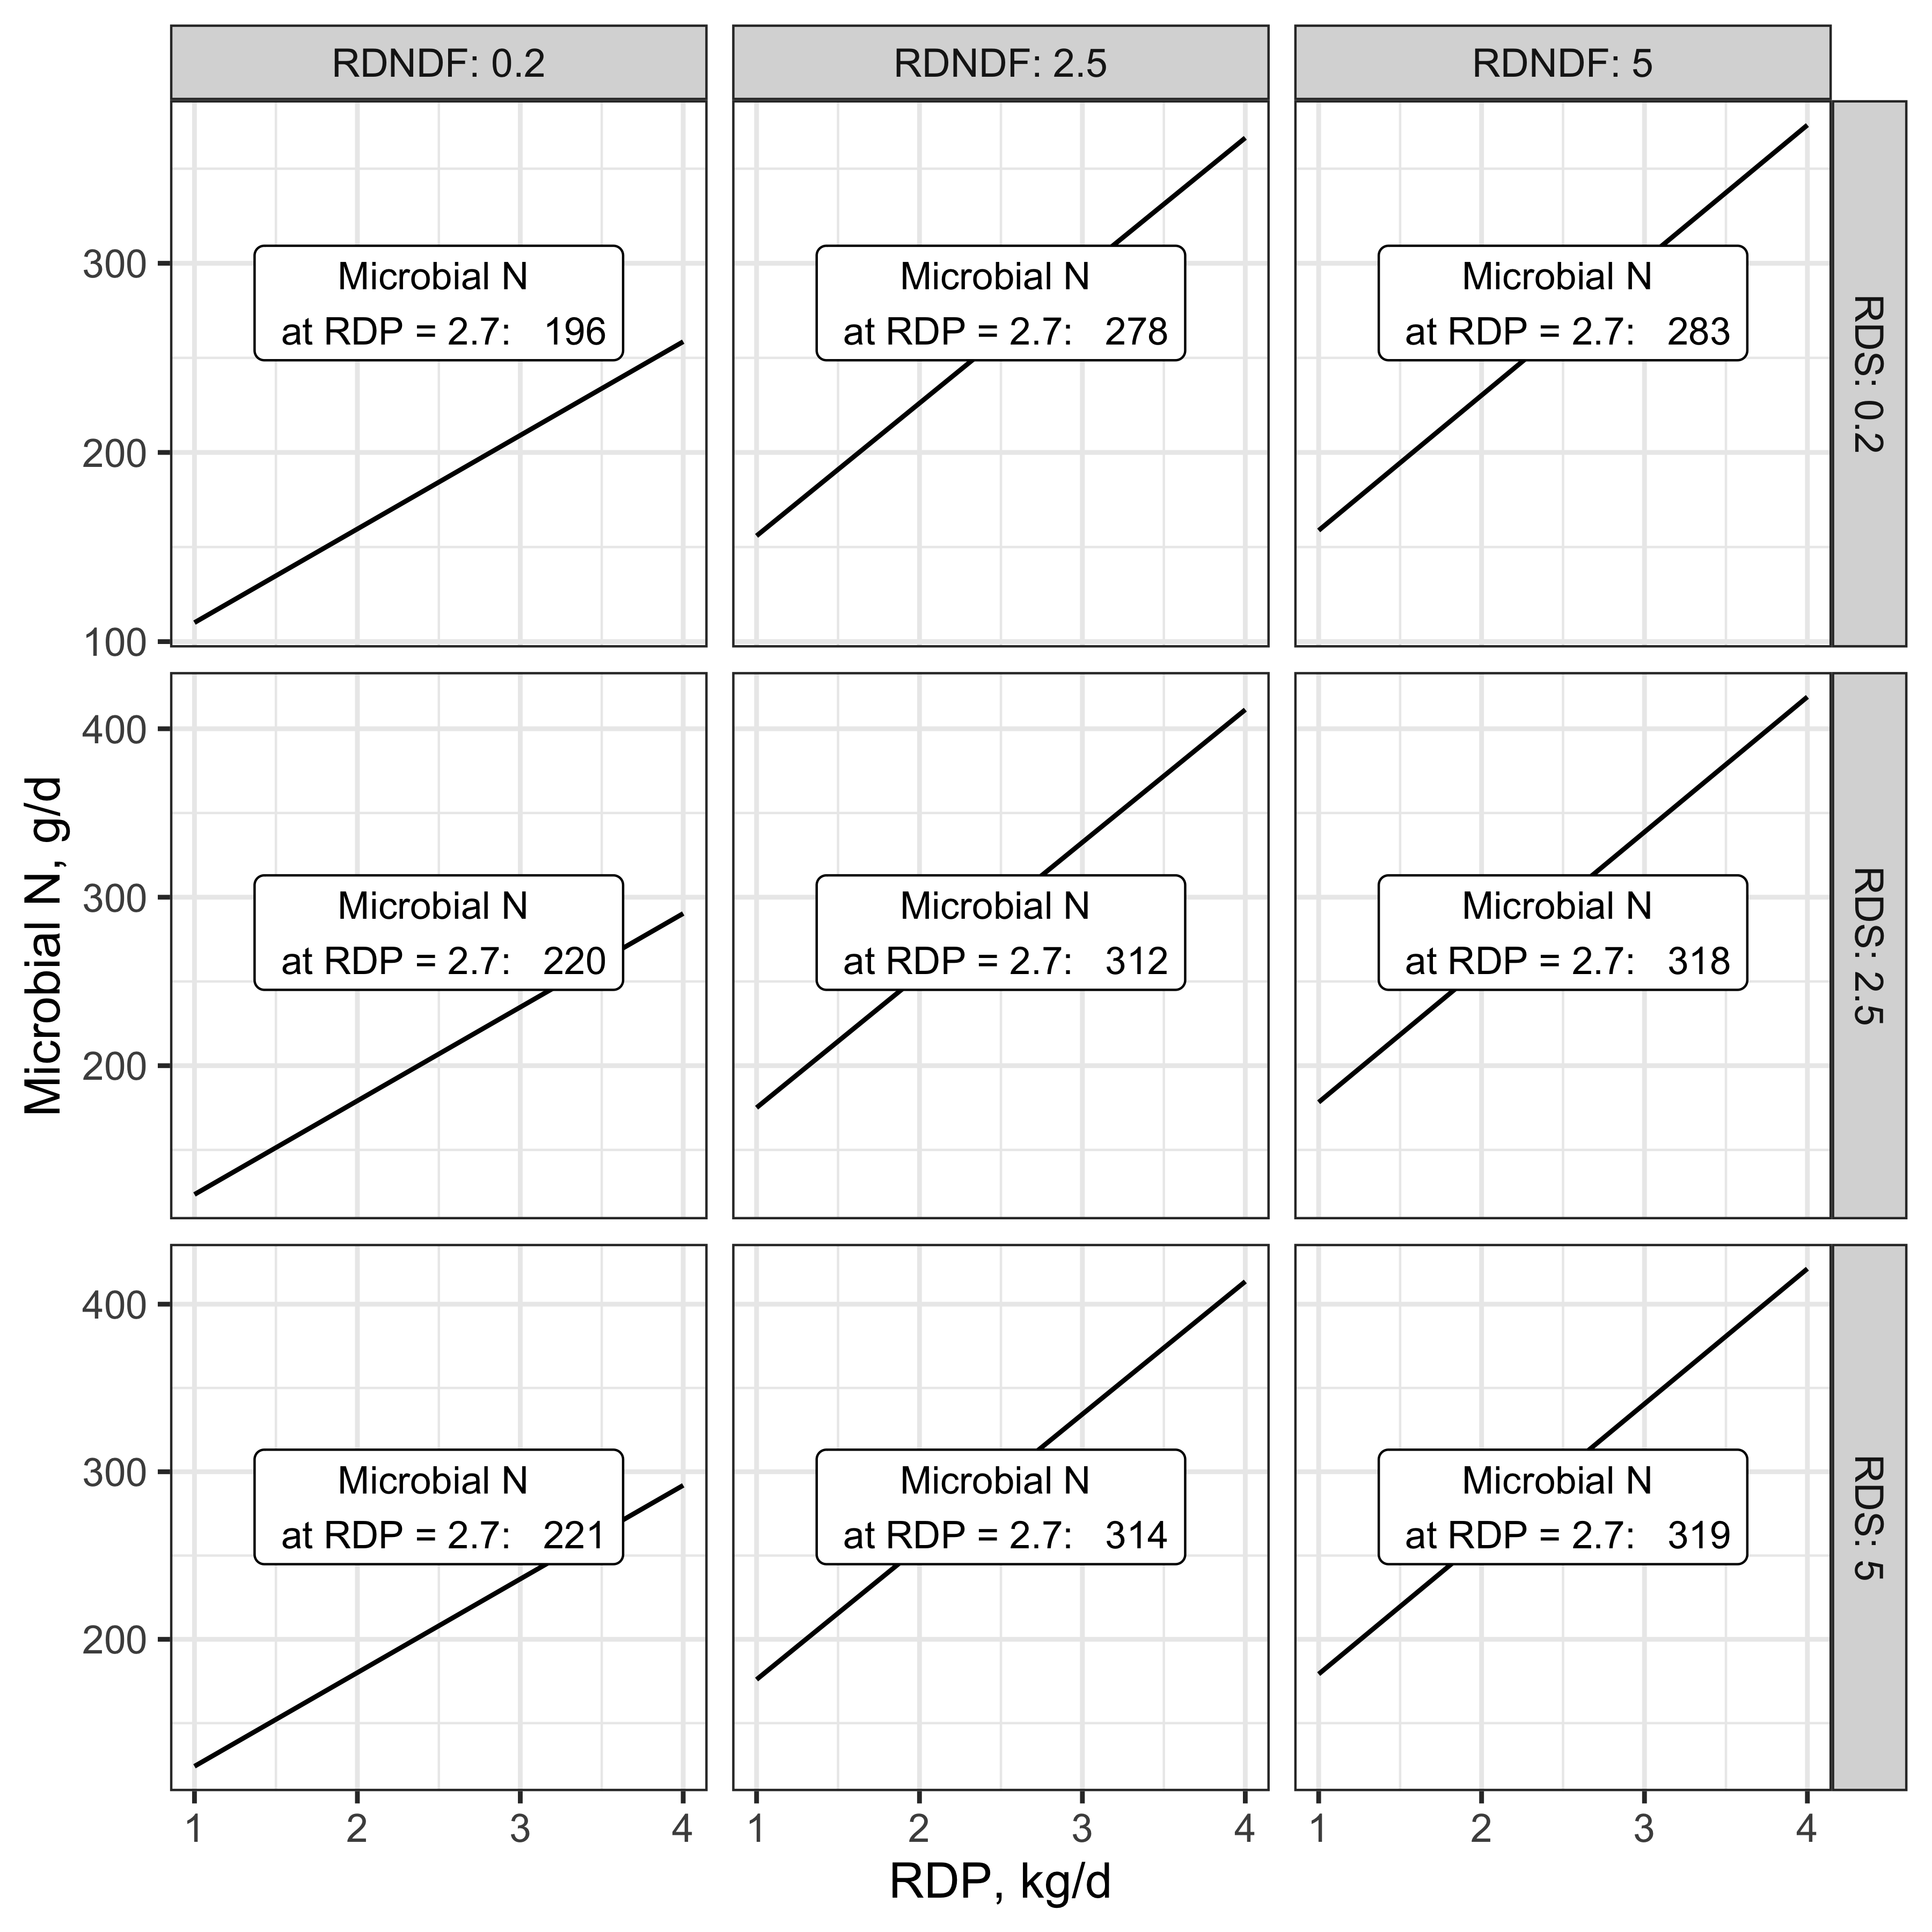 RDNDF: 0.2
RDNDF: 2.5
RDNDF: 5
300
200
100
Microbial N
at RDP = 2.7: 196
Microbial N
at RDP = 2.7: 278
Microbial N
at RDP = 2.7: 283
RDS: 0.2
Microbial N, g/d
400
300
200
Microbial N
at RDP = 2.7: 220
Microbial N
at RDP = 2.7: 312
Microbial N
at RDP = 2.7: 318
RDS: 2.5
400
300
200
Microbial N
at RDP = 2.7: 221
Microbial N
at RDP = 2.7: 314
Microbial N
at RDP = 2.7: 319
RDS: 5
1 2 3 4
1 2 3 4
1 2 3 4
RDP, kg/d